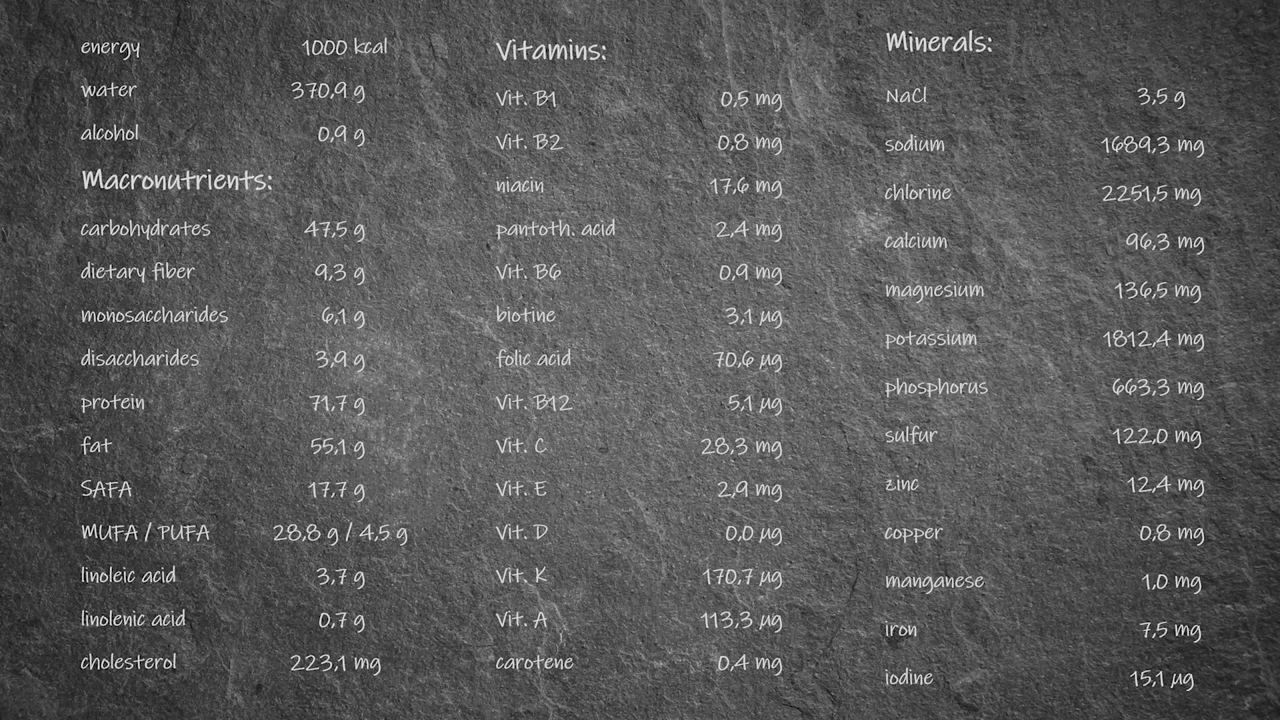 energy 1000 kcal
water 370,9 g
alcohol 0,9 g
Macronutrients:
carbohydrates 47,5 g
dietary fiber 9,3 g
monosaccharides 6,1 g
disaccharides 3,9 g
protein 71,7 g
fat 55,1 g
SAFA 17,7 g
MUFA / PUFA 28,8 g / 4,5 g
linoleic acid 3,7 g
linolenic acid 0,7 g
cholesterol 223,1 mg
Vitamins:
Vit. B1 0,5 mg
Vit. B2 0,8 mg
niacin 17,6 mg
pantoth. acid 2,4 mg
Vit. B6 0,9 mg
biotine 3,1 µg
folic acid 70,6 µg
Vit. B12 5,1 µg
Vit. C 28,3 mg
Vit. E 2,9 mg
Vit. D 0,0 µg
Vit. K 170,7 µg
Vit. A 113,3 µg
carotene 0,4 mg
Minerals:
NaCl 3,5 g
sodium 1689,3 mg
chlorine 2251,5 mg
calcium 96,3 mg
magnesium 136,5 mg
potassium 1812,4 mg
phosphorus 663,3 mg
sulfur 122,0 mg
zinc 12,4 mg
copper 0,8 mg
manganese 1,0 mg
iron 7,5 mg
iodine 15,1 µg